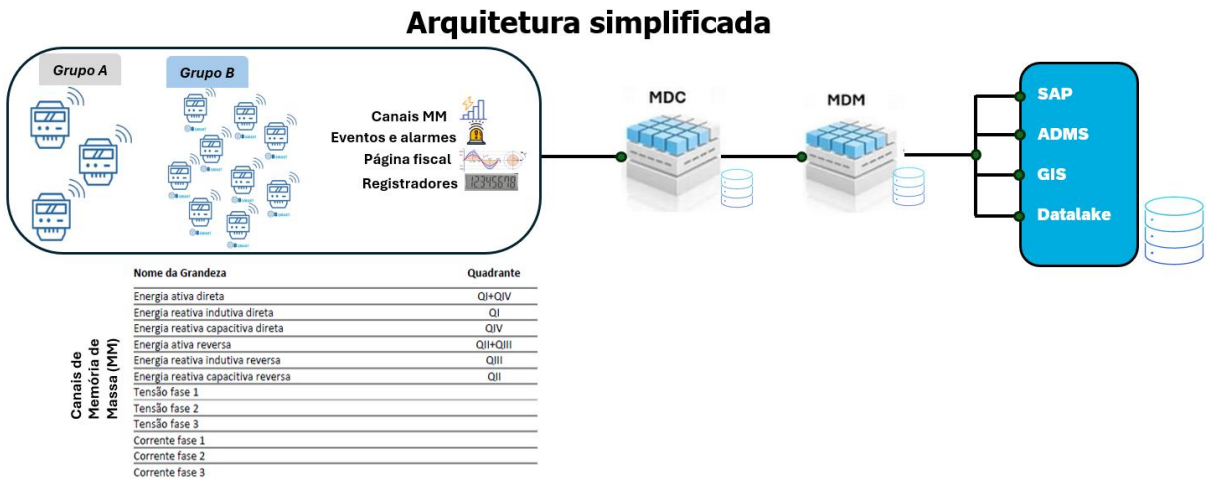 Arquitetura simplificada
Grupo A
Grupo B
Canais MM
Eventos e alarmes
Página fiscal
Registradores
12345678
MDC
MDM
SAP
ADMS
GIS
Datalake
Canais de
Memória de
Massa (MM)
Nome da Grandeza Quadrante
Energia ativa direta QI+QIV
Energia reativa indutiva direta QI
Energia reativa capacitiva direta QIV
Energia ativa reversa QII+QIII
Energia reativa indutiva reversa QIII
Energia reativa capacitiva reversa QII
Tensão fase 1
Tensão fase 2
Tensão fase 3
Corrente fase 1
Corrente fase 2
Corrente fase 3